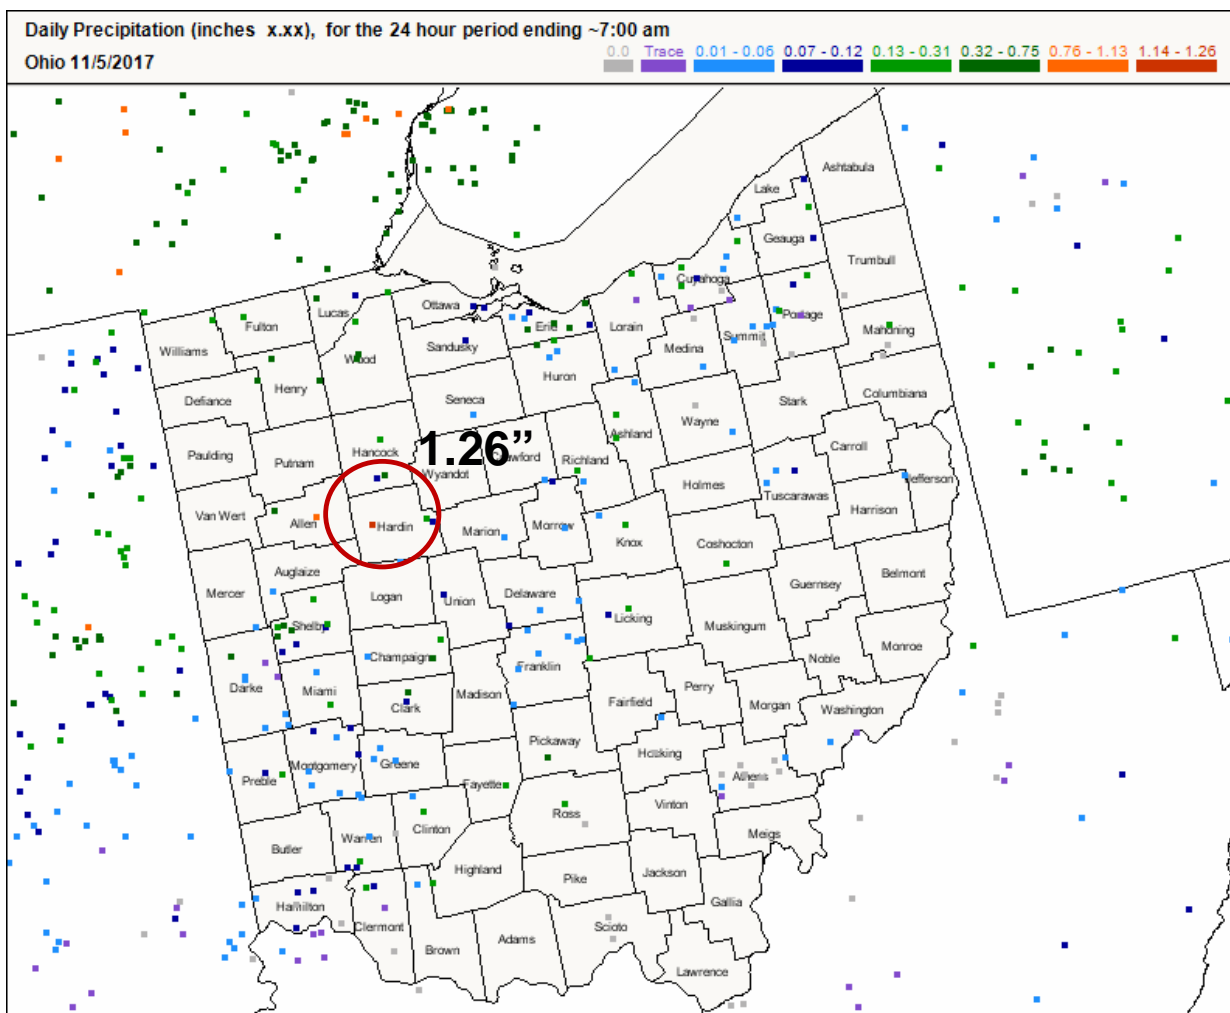 Daily Precipitation (inches x.xx), for the 24 hour period ending ~7:00 am
Ohio 11/5/2017
0.0 Trace 0.01 - 0.06 0.07 - 0.12 0.13 - 0.31 0.32 - 0.75 0.76 - 1.13 1.14 - 1.26
Ashtabula
Lake
Geauga
Trumbull
Cuyahoga
Ottawa
Lucas
Portage
Fulton
Erie
Lorain
Mahoning
Summit
Williams
Wood
Sandusky
Medina
Huron
Henry
Columbiana
Defiance
Seneca
Stark
Wayne
Ashland
1.26”
Carroll
Hancock
Paulding
Putnam
Crawford
Richland
Wyandot
Jefferson
Holmes
Tuscarawas
Harrison
Van Wert
Allen
Hardin
Marion
Morrow
Knox
Coshocton
Auglaize
Belmont
Guernsey
Mercer
Logan
Union
Delaware
Licking
Shelby
Muskingum
Monroe
Champaign
Noble
Franklin
Darke
Miami
Madison
Perry
Fairfield
Morgan
Clark
Washington
Pickaway
Hocking
Montgomery
Greene
Athens
Preble
Fayette
Vinton
Ross
Clinton
Meigs
Warren
Butler
Highland
Jackson
Pike
Gallia
Hamilton
Clermont
Scioto
Adams
Brown
Lawrence